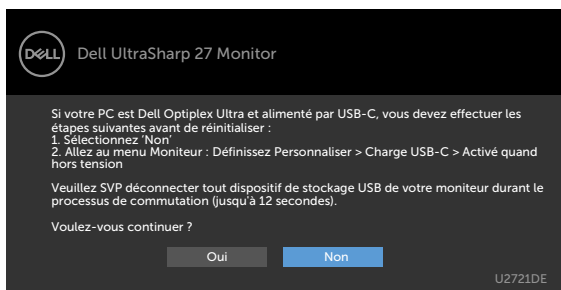 DELL
Dell UltraSharp 27 Monitor
Si votre PC est Dell Optiplex Ultra et alimenté par USB-C, vous devez effectuer les
étapes suivantes avant de réinitialiser :
1. Sélectionnez 'Non'
2. Allez au menu Moniteur : Définissez Personnaliser > Charge USB-C > Activé quand
hors tension
Veuillez SVP déconnecter tout dispositif de stockage USB de votre moniteur durant le
processus de commutation (jusqu'à 12 secondes).
Voulez-vous continuer ?
Oui Non
U2721DE